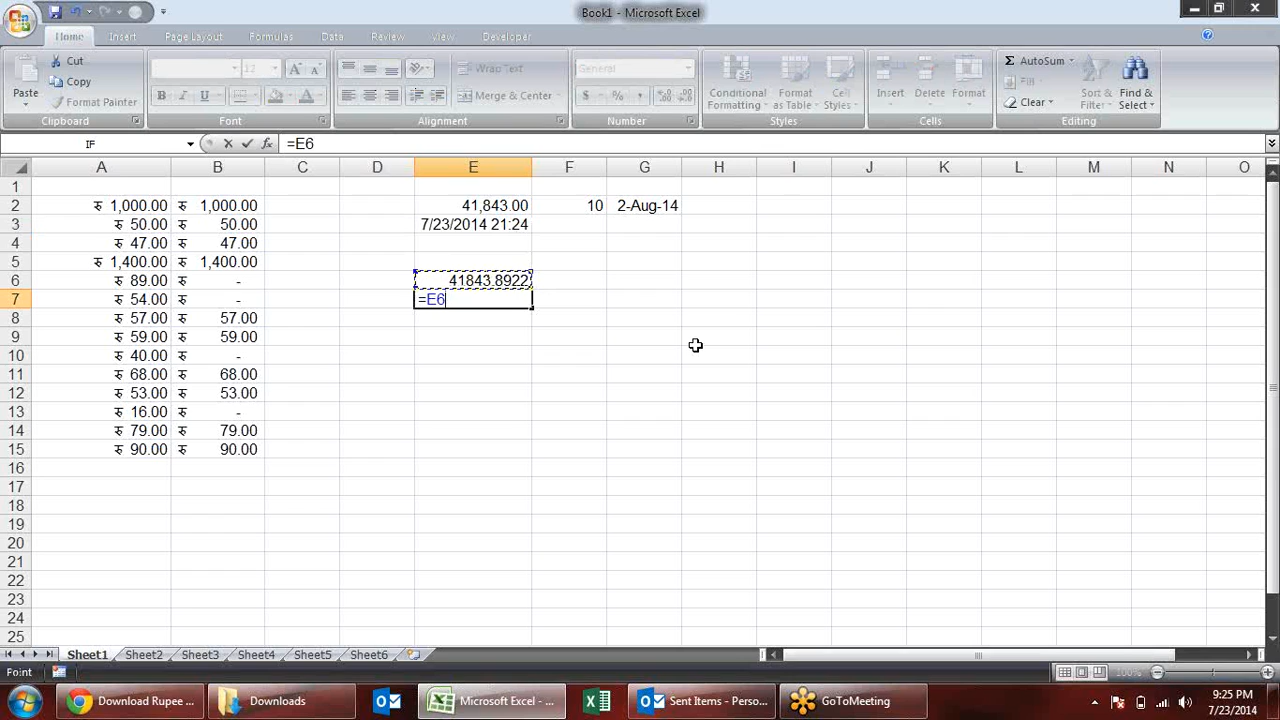 Book1 - Microsoft Excel
Home Insert Page Layout Formulas Data Review View Developer
Paste Cut Copy Format Painter Clipboard
11 A A B I U Font
Wrap Text Merge & Center Alignment
General $ % , Number
Conditional Formatting Format as Table Cell Styles Styles
Insert Delete Format Cells
Σ AutoSum Fill Clear Sort & Filter Find & Select Editing
IF fx =E6
A B C D E F G H I J K L M N O
1
2 रु 1,000.00 रु 1,000.00 41,843.00 10 2-Aug-14
3 रु 50.00 रु 50.00 7/23/2014 21:24
4 रु 47.00 रु 47.00
5 रु 1,400.00 रु 1,400.00
6 रु 89.00 रु - 41843.8922
7 रु 54.00 रु - =E6
8 रु 57.00 रु 57.00
9 रु 59.00 रु 59.00
10 रु 40.00 रु -
11 रु 68.00 रु 68.00
12 रु 53.00 रु 53.00
13 रु 16.00 रु -
14 रु 79.00 रु 79.00
15 रु 90.00 रु 90.00
16
17
18
19
20
21
22
23
24
25
Sheet1 Sheet2 Sheet3 Sheet4 Sheet5 Sheet6
Point 100%
Download Rupee ... Downloads Microsoft Excel - ... Sent Items - Perso... GoToMeeting 9:25 PM
7/23/2014